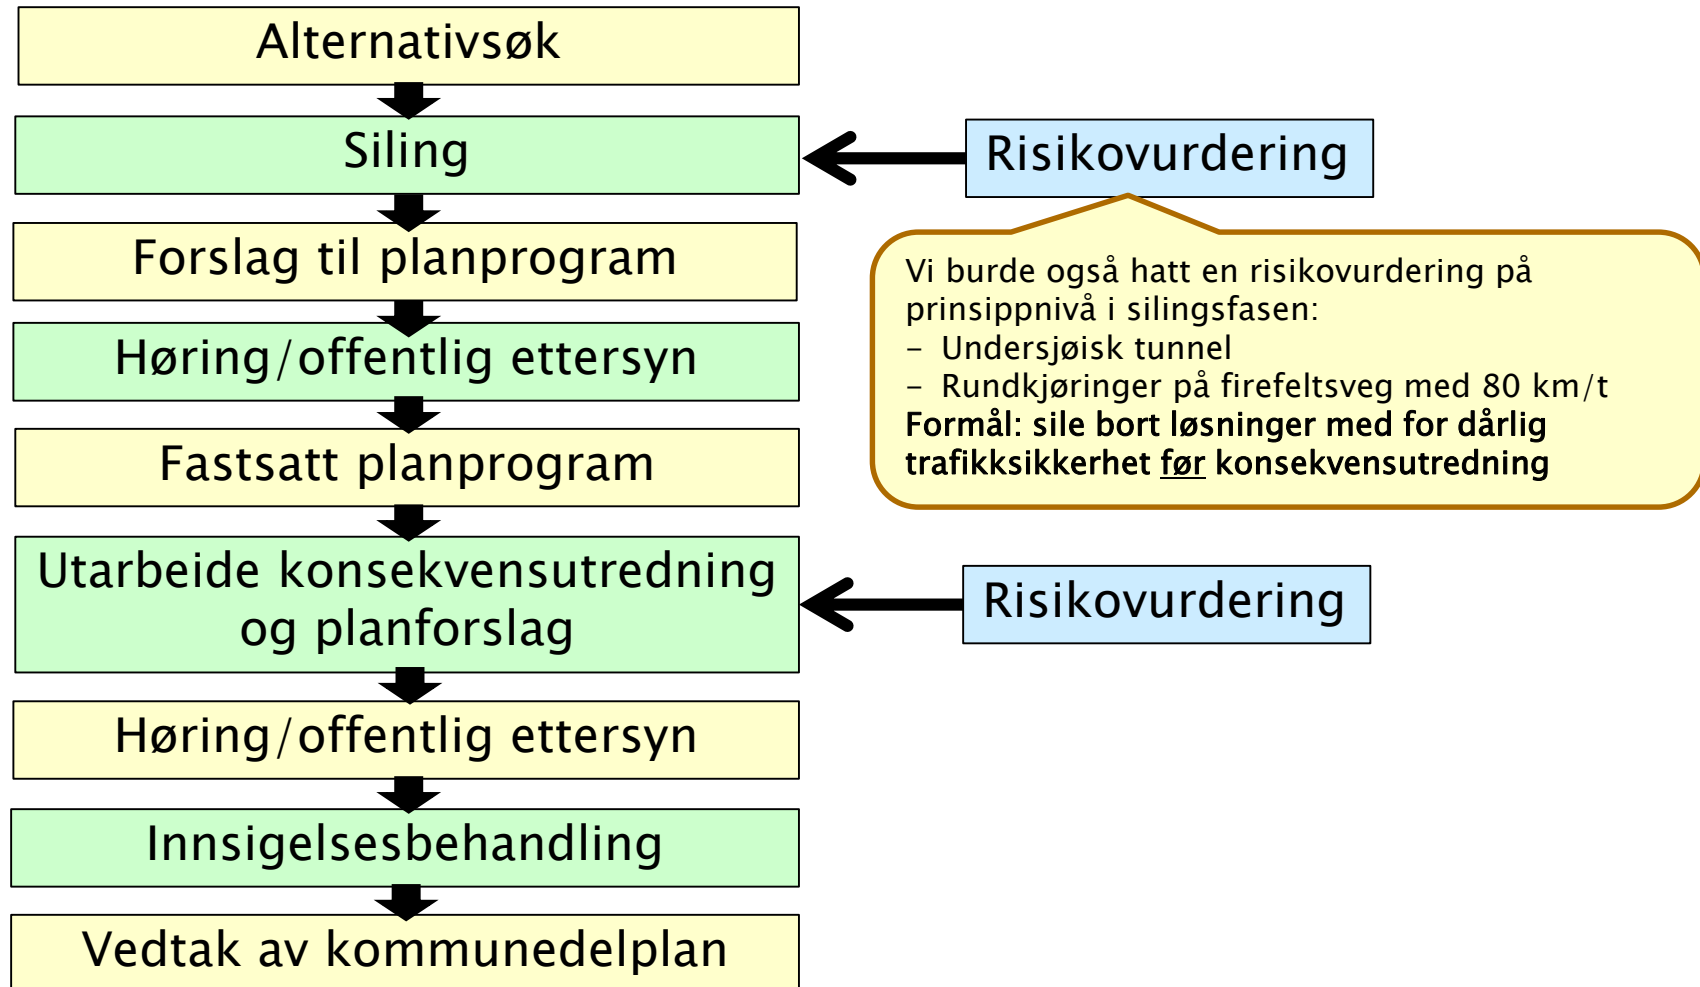 Alternativsøk
Siling
Risikovurdering
Forslag til planprogram
Vi burde også hatt en risikovurdering på
prinsippnivå i silingsfasen:
– Undersjøisk tunnel
– Rundkjøringer på firefeltsveg med 80 km/t
Formål: sile bort løsninger med for dårlig
trafikksikkerhet før konsekvensutredning
Høring/offentlig ettersyn
Fastsatt planprogram
Utarbeide konsekvensutredning
og planforslag
Risikovurdering
Høring/offentlig ettersyn
Innsigelsesbehandling
Vedtak av kommunedelplan